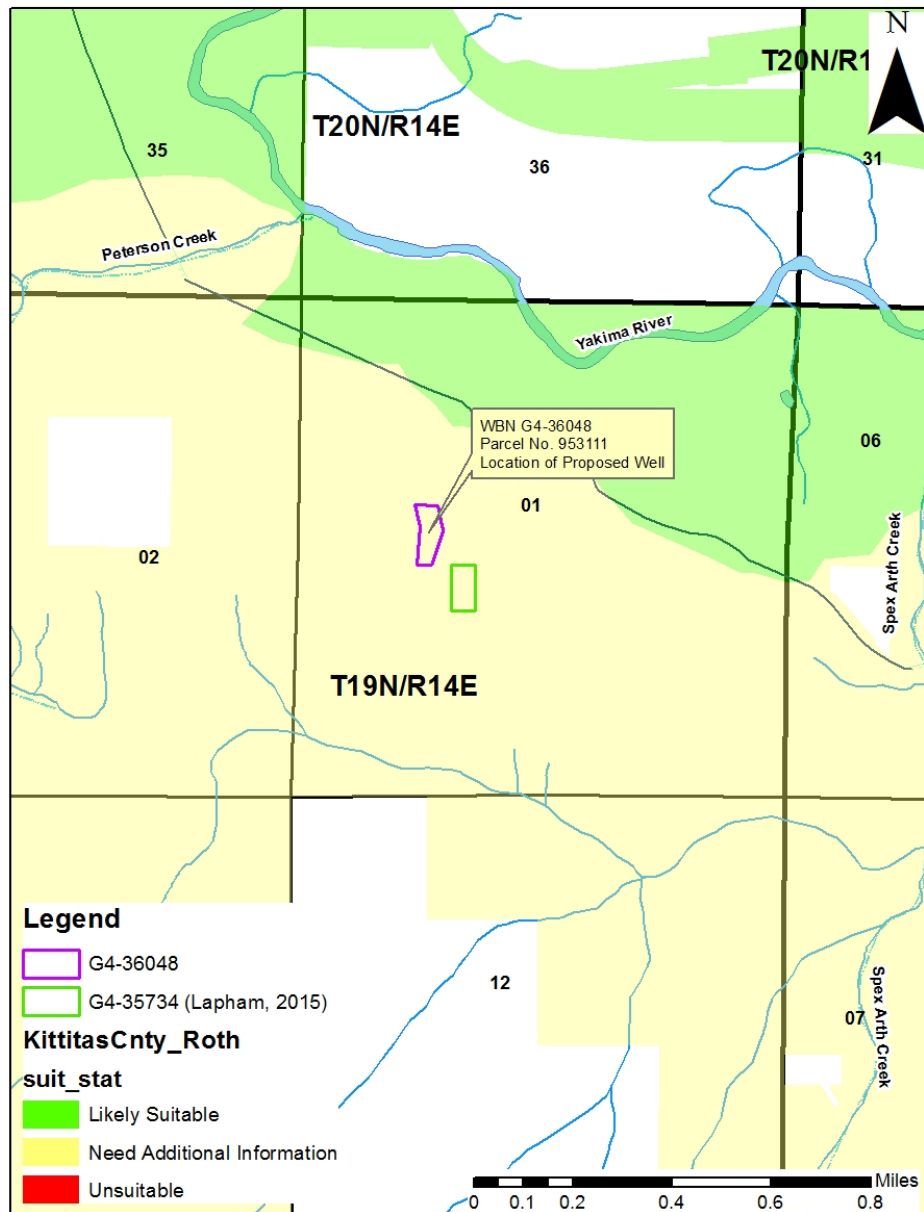 N
T20N/R1
T20N/R14E
35
36
31
Peterson Creek
Yakima River
WBN G4-36048
Parcel No. 953111
Location of Proposed Well
06
01
02
Spex Arth Creek
T19N/R14E
Legend
G4-36048
G4-35734 (Lapham, 2015)
KittitasCnty_Roth
suit_stat
Likely Suitable
Need Additional Information
Unsuitable
12
07
Spex Arth Creek
Miles
0 0.1 0.2 0.4 0.6 0.8